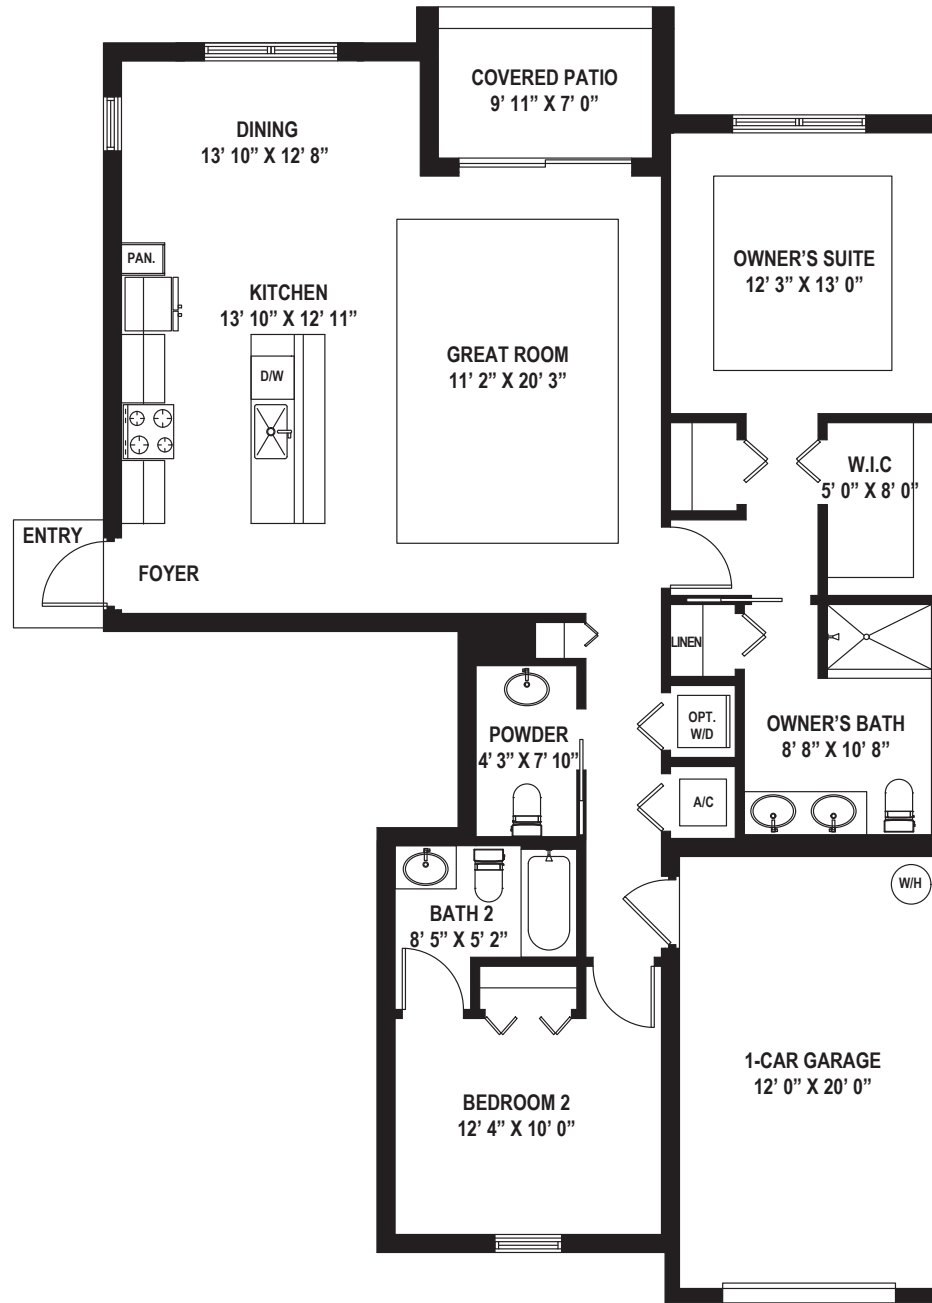 COVERED PATIO
9’ 11” X 7’ 0”
DINING
13’ 10” X 12’ 8”
PAN.
OWNER’S SUITE
12’ 3” X 13’ 0”
KITCHEN
13’ 10” X 12’ 11”
GREAT ROOM
11’ 2” X 20’ 3”
D/W
W.I.C
5’ 0” X 8’ 0”
ENTRY
FOYER
LINEN
OPT.
W/D
OWNER’S BATH
8’ 8” X 10’ 8”
POWDER
4’ 3” X 7’ 10”
A/C
W/H
BATH 2
8’ 5” X 5’ 2”
1-CAR GARAGE
12’ 0” X 20’ 0”
BEDROOM 2
12’ 4” X 10’ 0”